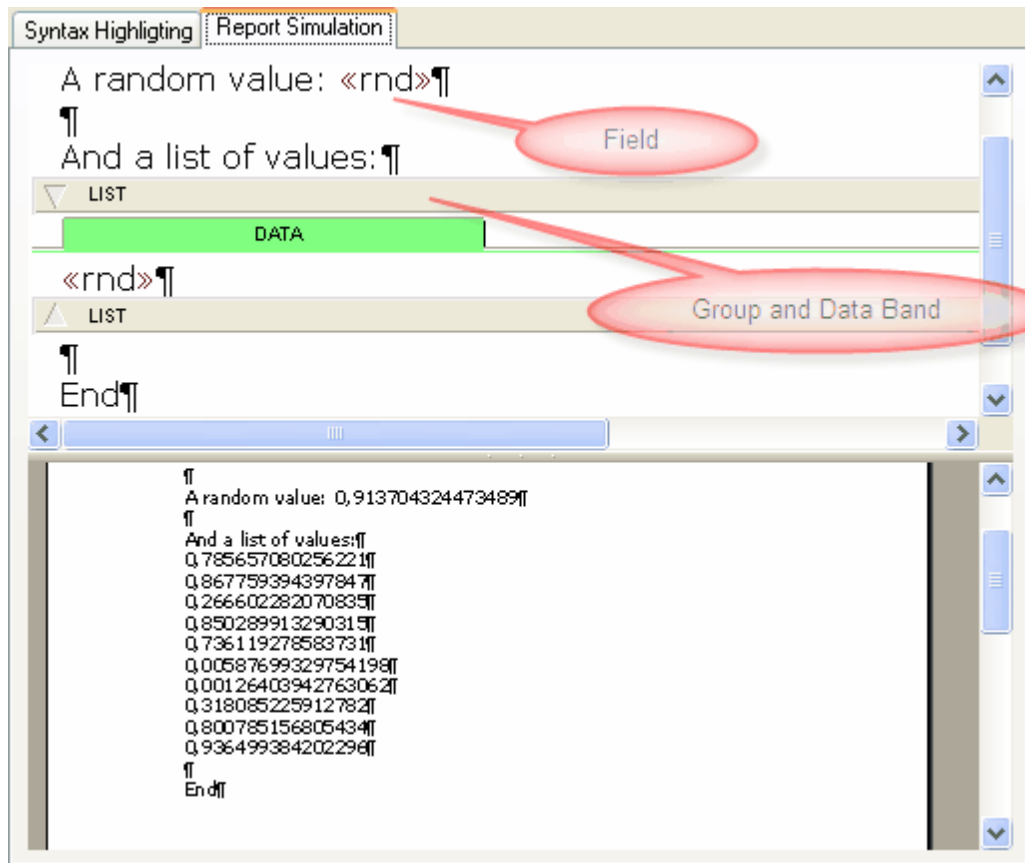 Syntax Highligting Report Simulation
A random value: «rnd»¶
Field
¶
And a list of values:¶
LIST
DATA
«rnd»¶
Group and Data Band
LIST
¶
End¶
¶
A random value: 0,913704324473489¶
¶
And a list of values:¶
0,785657080256221¶
0,867759394397847¶
0,266602282070835¶
0,850289913290315¶
0,736119278583731¶
0,00587699329754198¶
0,00126403942763062¶
0,318085225912782¶
0,800785156805434¶
0,936499384202296¶
¶
End¶